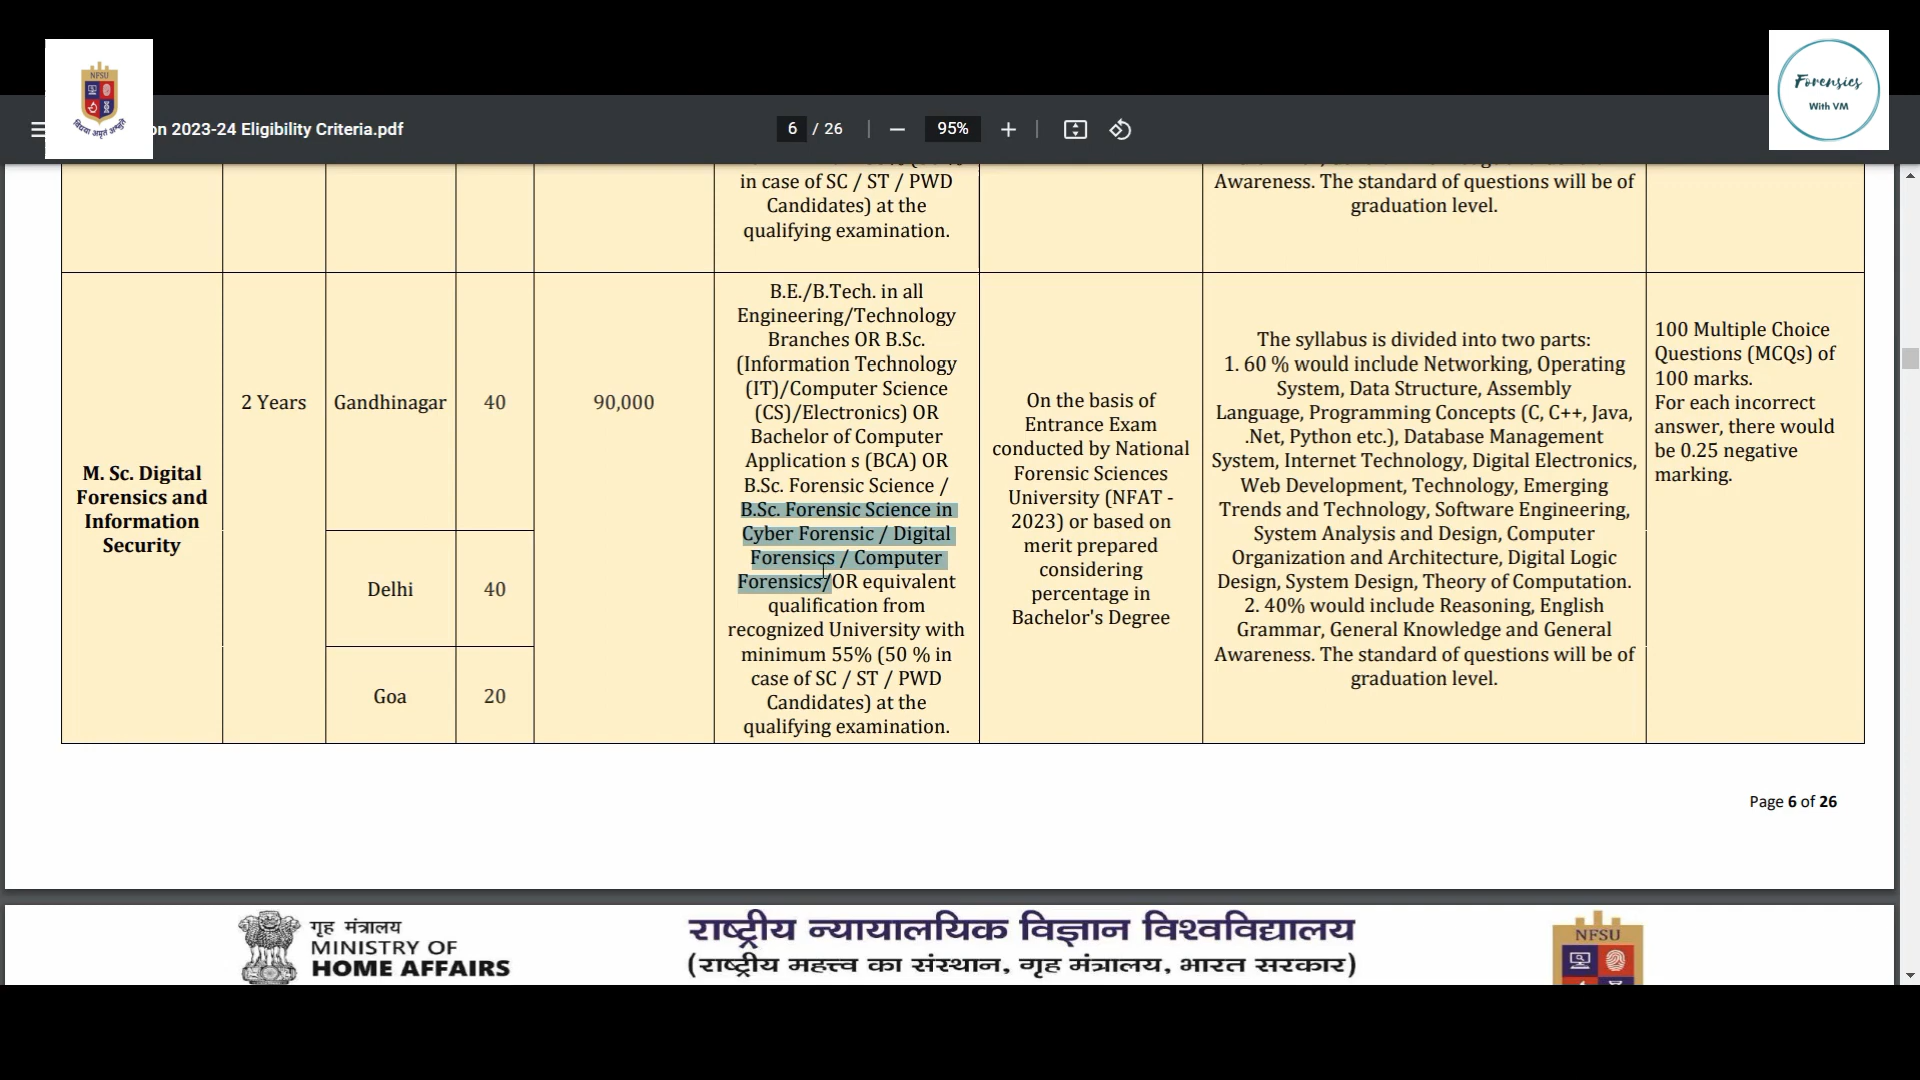 NFSU
विद्या अमृतं अश्नुते
Forensics
With VM
on 2023-24 Eligibility Criteria.pdf
6 / 26
95%
in case of SC / ST / PWD
Candidates) at the
qualifying examination.
Awareness. The standard of questions will be of
graduation level.
M. Sc. Digital
Forensics and
Information
Security
2 Years
Gandhinagar
40
Delhi
40
Goa
20
90,000
B.E./B.Tech. in all
Engineering/Technology
Branches OR B.Sc.
(Information Technology
(IT)/Computer Science
(CS)/Electronics) OR
Bachelor of Computer
Application s (BCA) OR
B.Sc. Forensic Science /
B.Sc. Forensic Science in
Cyber Forensic / Digital
Forensics / Computer
Forensics/OR equivalent
qualification from
recognized University with
minimum 55% (50 % in
case of SC / ST / PWD
Candidates) at the
qualifying examination.
On the basis of
Entrance Exam
conducted by National
Forensic Sciences
University (NFAT -
2023) or based on
merit prepared
considering
percentage in
Bachelor's Degree
The syllabus is divided into two parts:
1. 60 % would include Networking, Operating
System, Data Structure, Assembly
Language, Programming Concepts (C, C++, Java,
.Net, Python etc.), Database Management
System, Internet Technology, Digital Electronics,
Web Development, Technology, Emerging
Trends and Technology, Software Engineering,
System Analysis and Design, Computer
Organization and Architecture, Digital Logic
Design, System Design, Theory of Computation.
2. 40% would include Reasoning, English
Grammar, General Knowledge and General
Awareness. The standard of questions will be of
graduation level.
100 Multiple Choice
Questions (MCQs) of
100 marks.
For each incorrect
answer, there would
be 0.25 negative
marking.
Page 6 of 26
गृह मंत्रालय
MINISTRY OF
HOME AFFAIRS
राष्ट्रीय न्यायालयिक विज्ञान विश्वविद्यालय
(राष्ट्रीय महत्त्व का संस्थान, गृह मंत्रालय, भारत सरकार)
NFSU